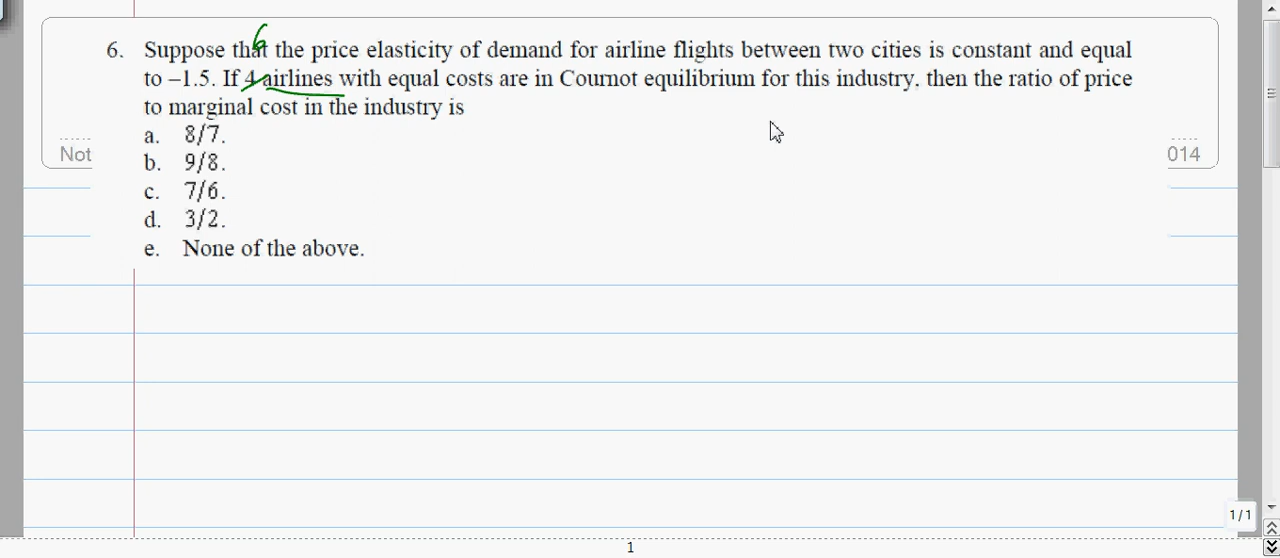 6
6. Suppose that the price elasticity of demand for airline flights between two cities is constant and equal
to −1.5. If 4 airlines with equal costs are in Cournot equilibrium for this industry, then the ratio of price
to marginal cost in the industry is
a. 8/7.
Not
014
b. 9/8.
c. 7/6.
d. 3/2.
e. None of the above.
1/1
1